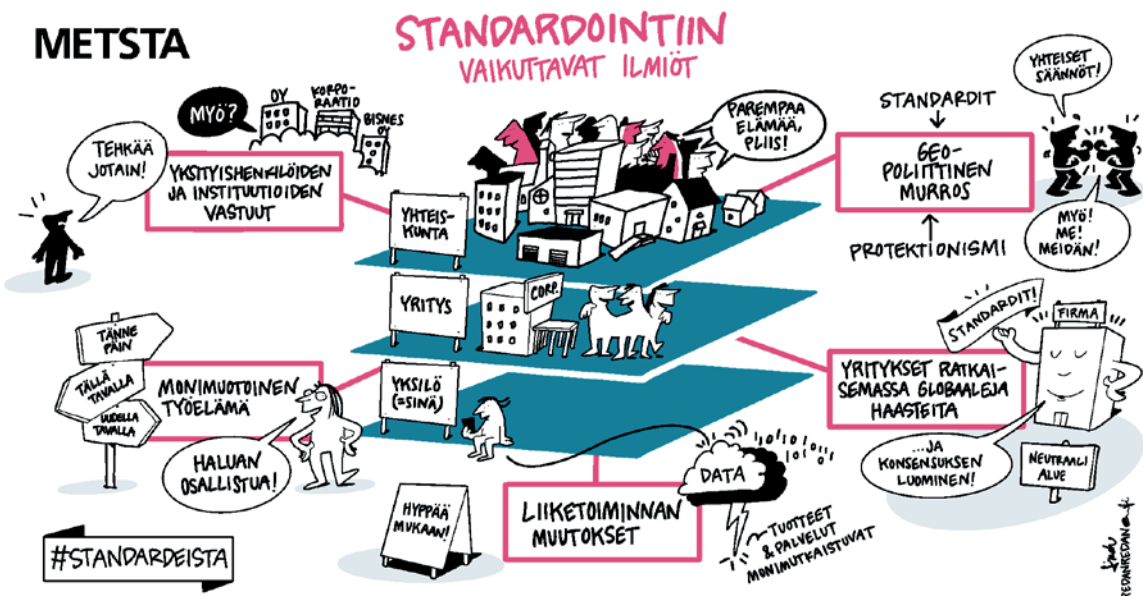 METSTA
STANDARDOINTIIN
VAIKUTTAVAT ILMIÖT
TEHKÄÄ
JOTAIN!
MYÖ?
OY
KORPO-
RAATIO
BISNES
OY
YKSITYISHENKILÖIDEN
JA INSTITUUTIOIDEN
VASTUUT
PAREMPAA
ELÄMÄÄ,
PLIIS!
STANDARDIT
GEO-
POLIITTINEN
MURROS
PROTEKTIONISMI
YHTEISET
SÄÄNNÖT!
MYÖ!
ME!
MEIDÄN!
YHTEIS-
KUNTA
YRITYS
CORP.
YKSILÖ
(=SINÄ)
TÄNNE
PÄIN
TÄLLÄ
TAVALLA
UUDELLA
TAVALLA
MONIMUOTOINEN
TYÖELÄMÄ
HALUAN
OSALLISTUA!
STANDARDIT!
FIRMA
YRITYKSET RATKAI-
SEMASSA GLOBAALEJA
HAASTEITA
...JA
KONSENSUKSEN
LUOMINEN!
NEUTRAALI
ALUE
HYPPÄÄ
MUKAAN!
LIIKETOIMINNAN
MUUTOKSET
DATA
TUOTTEET
& PALVELUT
MONIMUTKAISTUVAT
#STANDARDEISTA